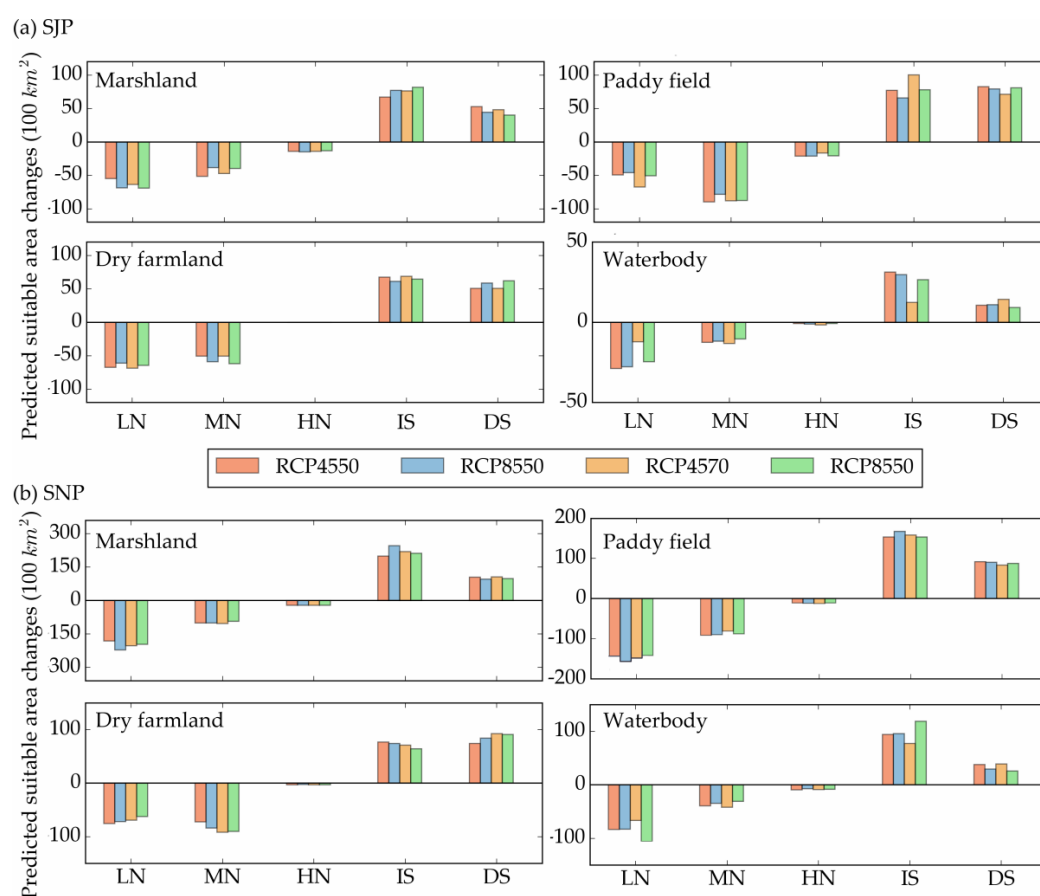 (a) SJP
Predicted suitable area changes (100 km²)
Marshland
100
50
0
-50
·100
Paddy field
100
50
0
-50
-100
Dry farmland
100
50
0
-50
·100
LN MN HN IS DS
Waterbody
50
0
-50
LN MN HN IS DS
RCP4550 RCP8550 RCP4570 RCP8550
(b) SNP
Predicted suitable area changes (100 km²)
Marshland
300
150
0
150
300
Paddy field
200
100
0
-100
-200
Dry farmland
100
0
100
LN MN HN IS DS
Waterbody
100
0
-100
LN MN HN IS DS